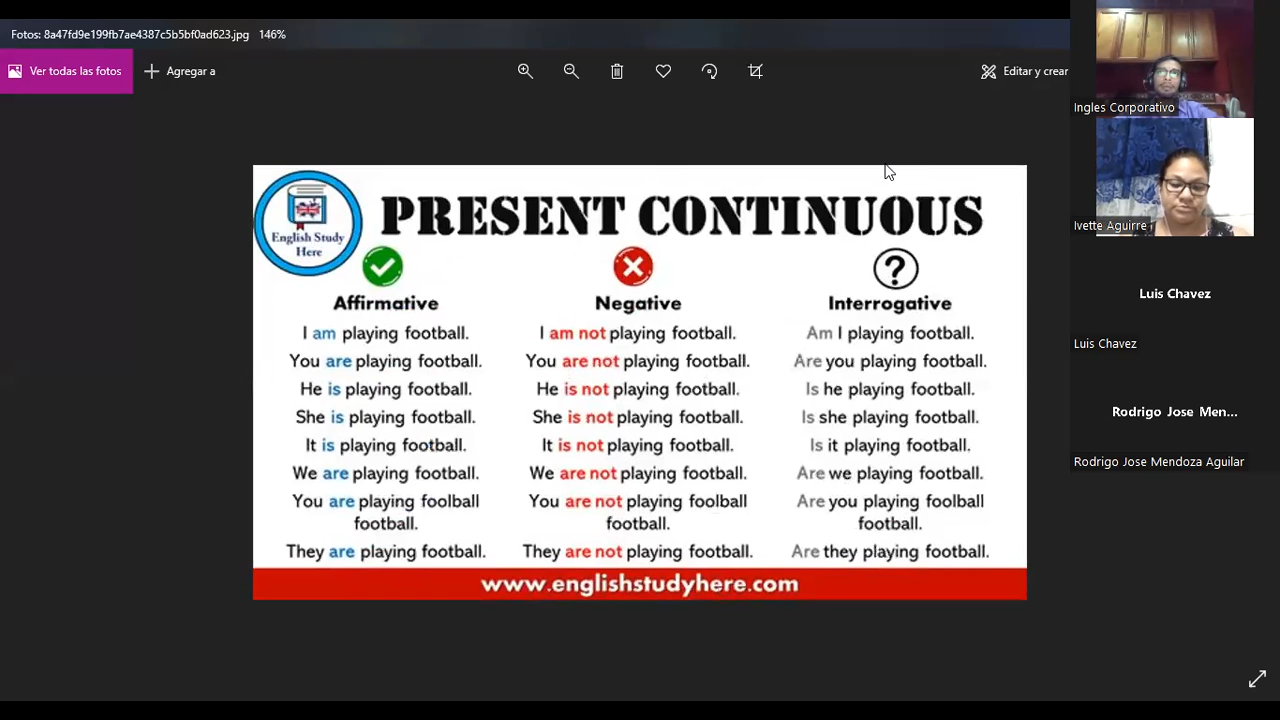 Fotos: 8a47fd9e199fb7ae4387c5b5bf0ad623.jpg 146%
Ver todas las fotos
Agregar a
Editar y crear
English Study
Here
PRESENT CONTINUOUS
Affirmative
I am playing football.
You are playing football.
He is playing football.
She is playing football.
It is playing football.
We are playing football.
You are playing foolball
football.
They are playing football.
Negative
I am not playing football.
You are not playing football.
He is not playing football.
She is not playing football.
It is not playing football.
We are not playing football.
You are not playing foolball
football.
They are not playing football.
Interrogative
Am I playing football.
Are you playing football.
Is he playing football.
Is she playing football.
Is it playing football.
Are we playing football.
Are you playing foolball
football.
Are they playing football.
www.englishstudyhere.com
Ingles Corporativo
Ivette Aguirre
Luis Chavez
Luis Chavez
Rodrigo Jose Men...
Rodrigo Jose Mendoza Aguilar